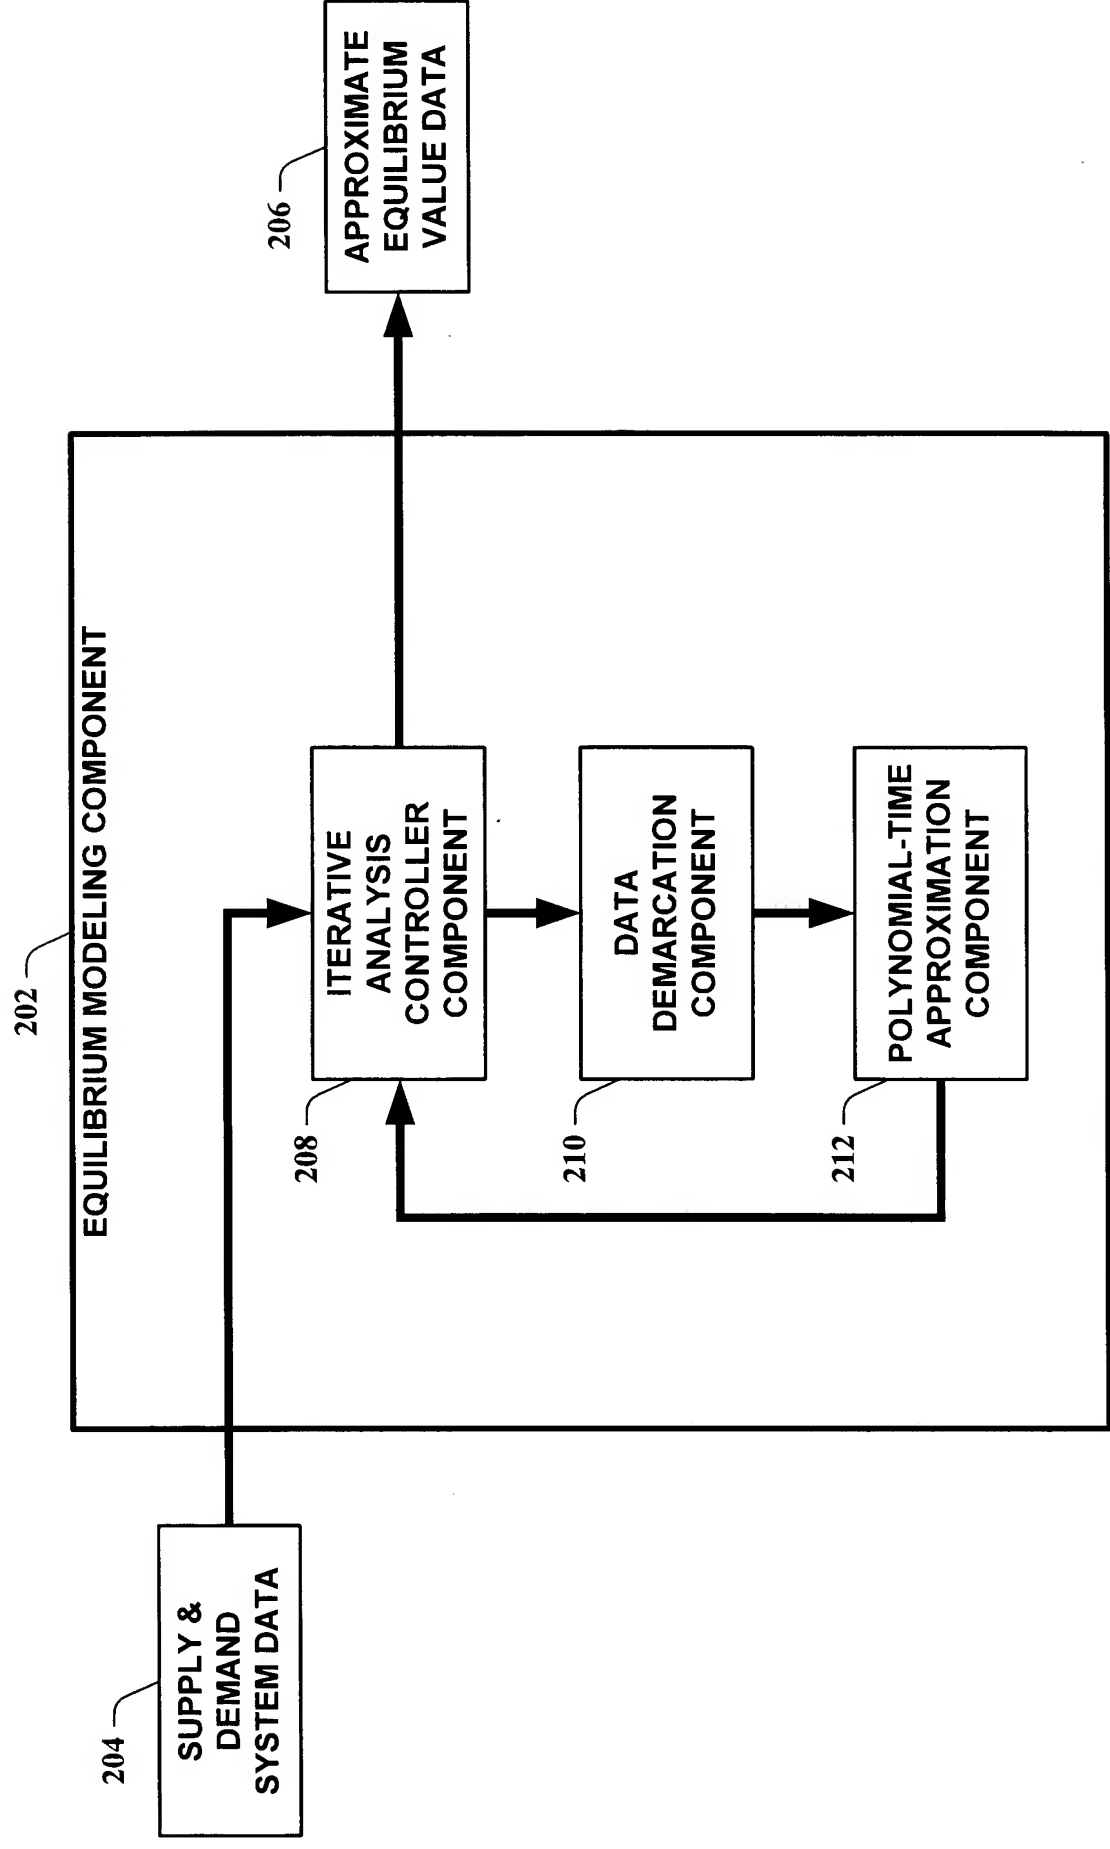 202
EQUILIBRIUM MODELING COMPONENT
204
SUPPLY &
DEMAND
SYSTEM DATA
208
ITERATIVE
ANALYSIS
CONTROLLER
COMPONENT
210
DATA
DEMARCATION
COMPONENT
212
POLYNOMIAL-TIME
APPROXIMATION
COMPONENT
206
APPROXIMATE
EQUILIBRIUM
VALUE DATA